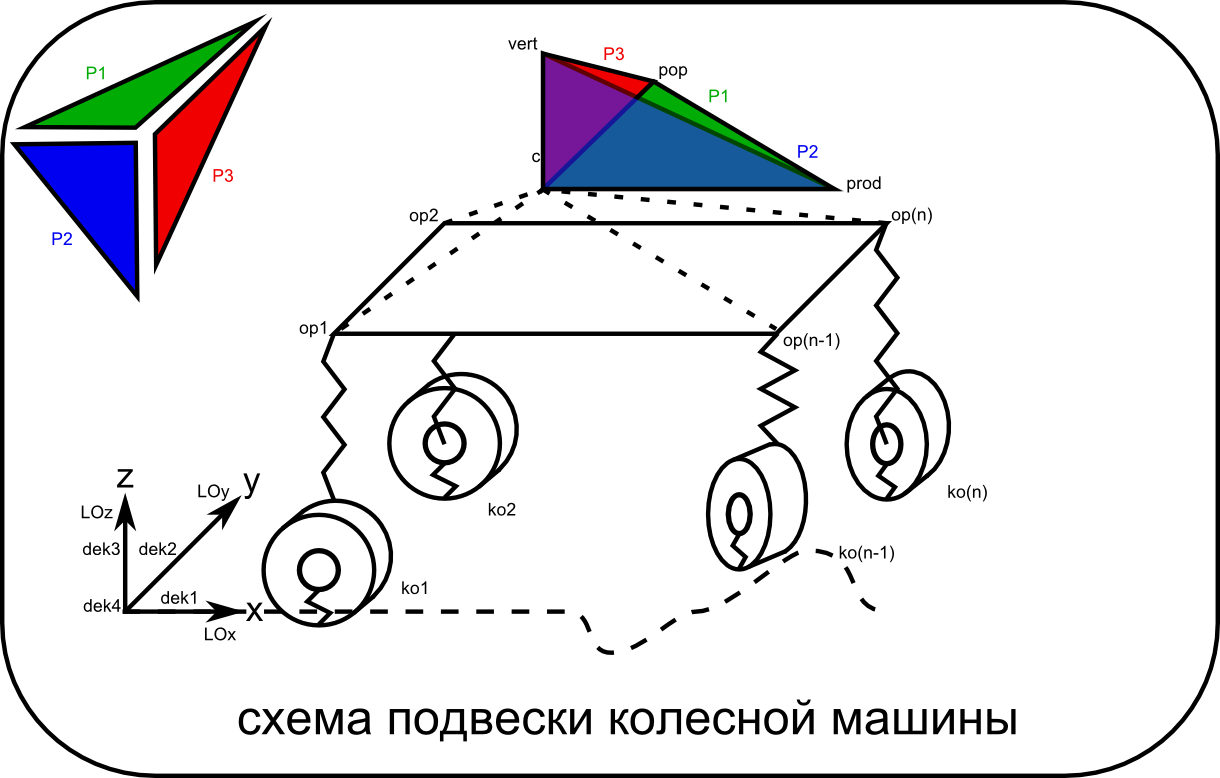 P1
P3
P2
vert
P3
pop
P1
P2
c
prod
op2
op(n)
op1
op(n-1)
z
LOz
LOy
y
dek3
dek2
dek4
dek1
x
LOx
ko1
ko2
ko(n)
ko(n-1)
схема подвески колесной машины